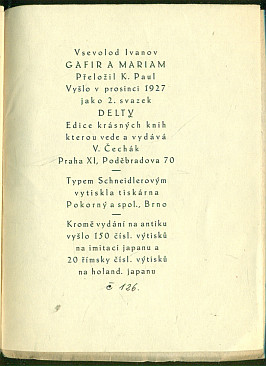 Vsevolod Ivanov
GAFIR A MARIAM
Přeložil K. Paul
Vyšlo v prosinci 1927
jako 2. svazek
DELTY
Edice krásných knih
kterou vede a vydává
V. Čechák
Praha XI, Poděbradova 70
—
Typem Schneidlerovým
vytiskla tiskárna
Pokorný a spol., Brno
—
Kromě vydání na antiku
vyšlo 150 čísl. výtisků
na imitaci japanu a
20 římsky čísl. výtisků
na holand. japanu
č 126.